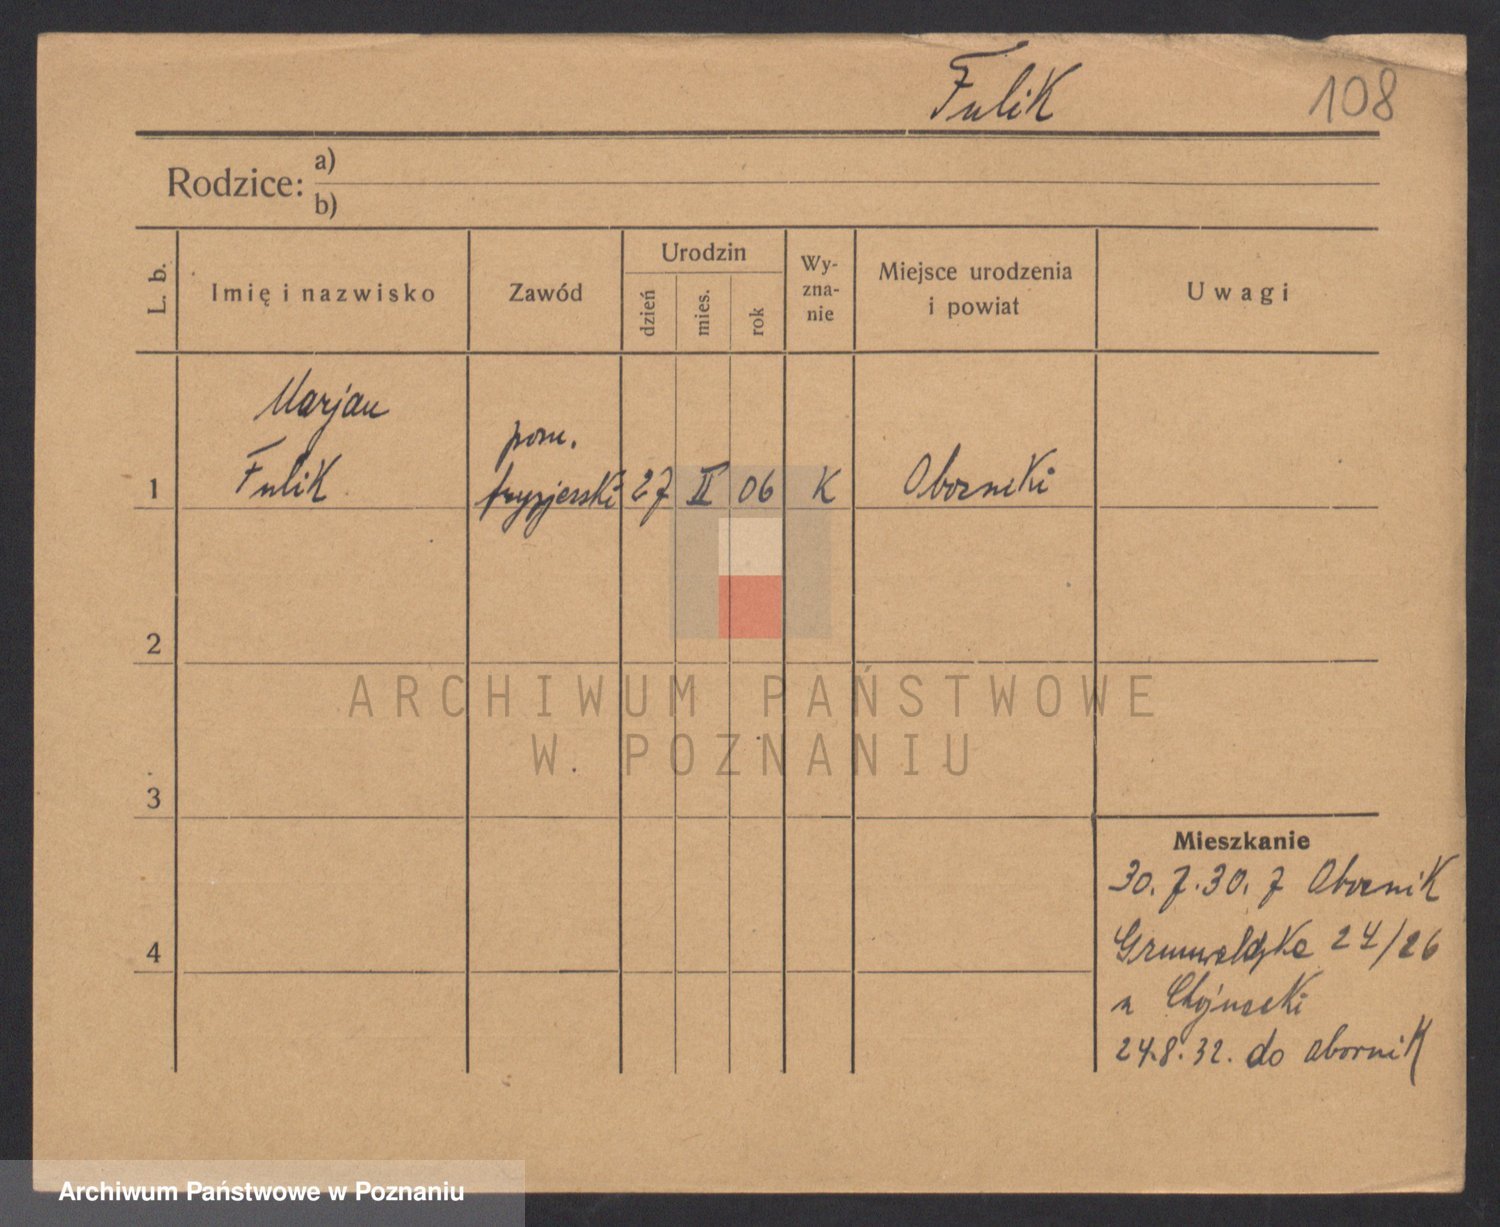 Fulik
108
Rodzice: a)
b)
L. b.
Imię i nazwisko
Zawód
Urodzin
dzień
mies.
rok
Wy-
zna-
nie
Miejsce urodzenia
i powiat
Uwagi
Marjan
Fulik
pom.
fryzjerski
1
27 II 06 K Oborniki
2
ARCHIWUM PAŃSTWOWE
W POZNANIU
3
Mieszkanie
30. 7. 30. z Obornik
4
Grunwaldzka 24/26
u Chojnacki
24.8.32. do Obornik
Archiwum Państwowe w Poznaniu